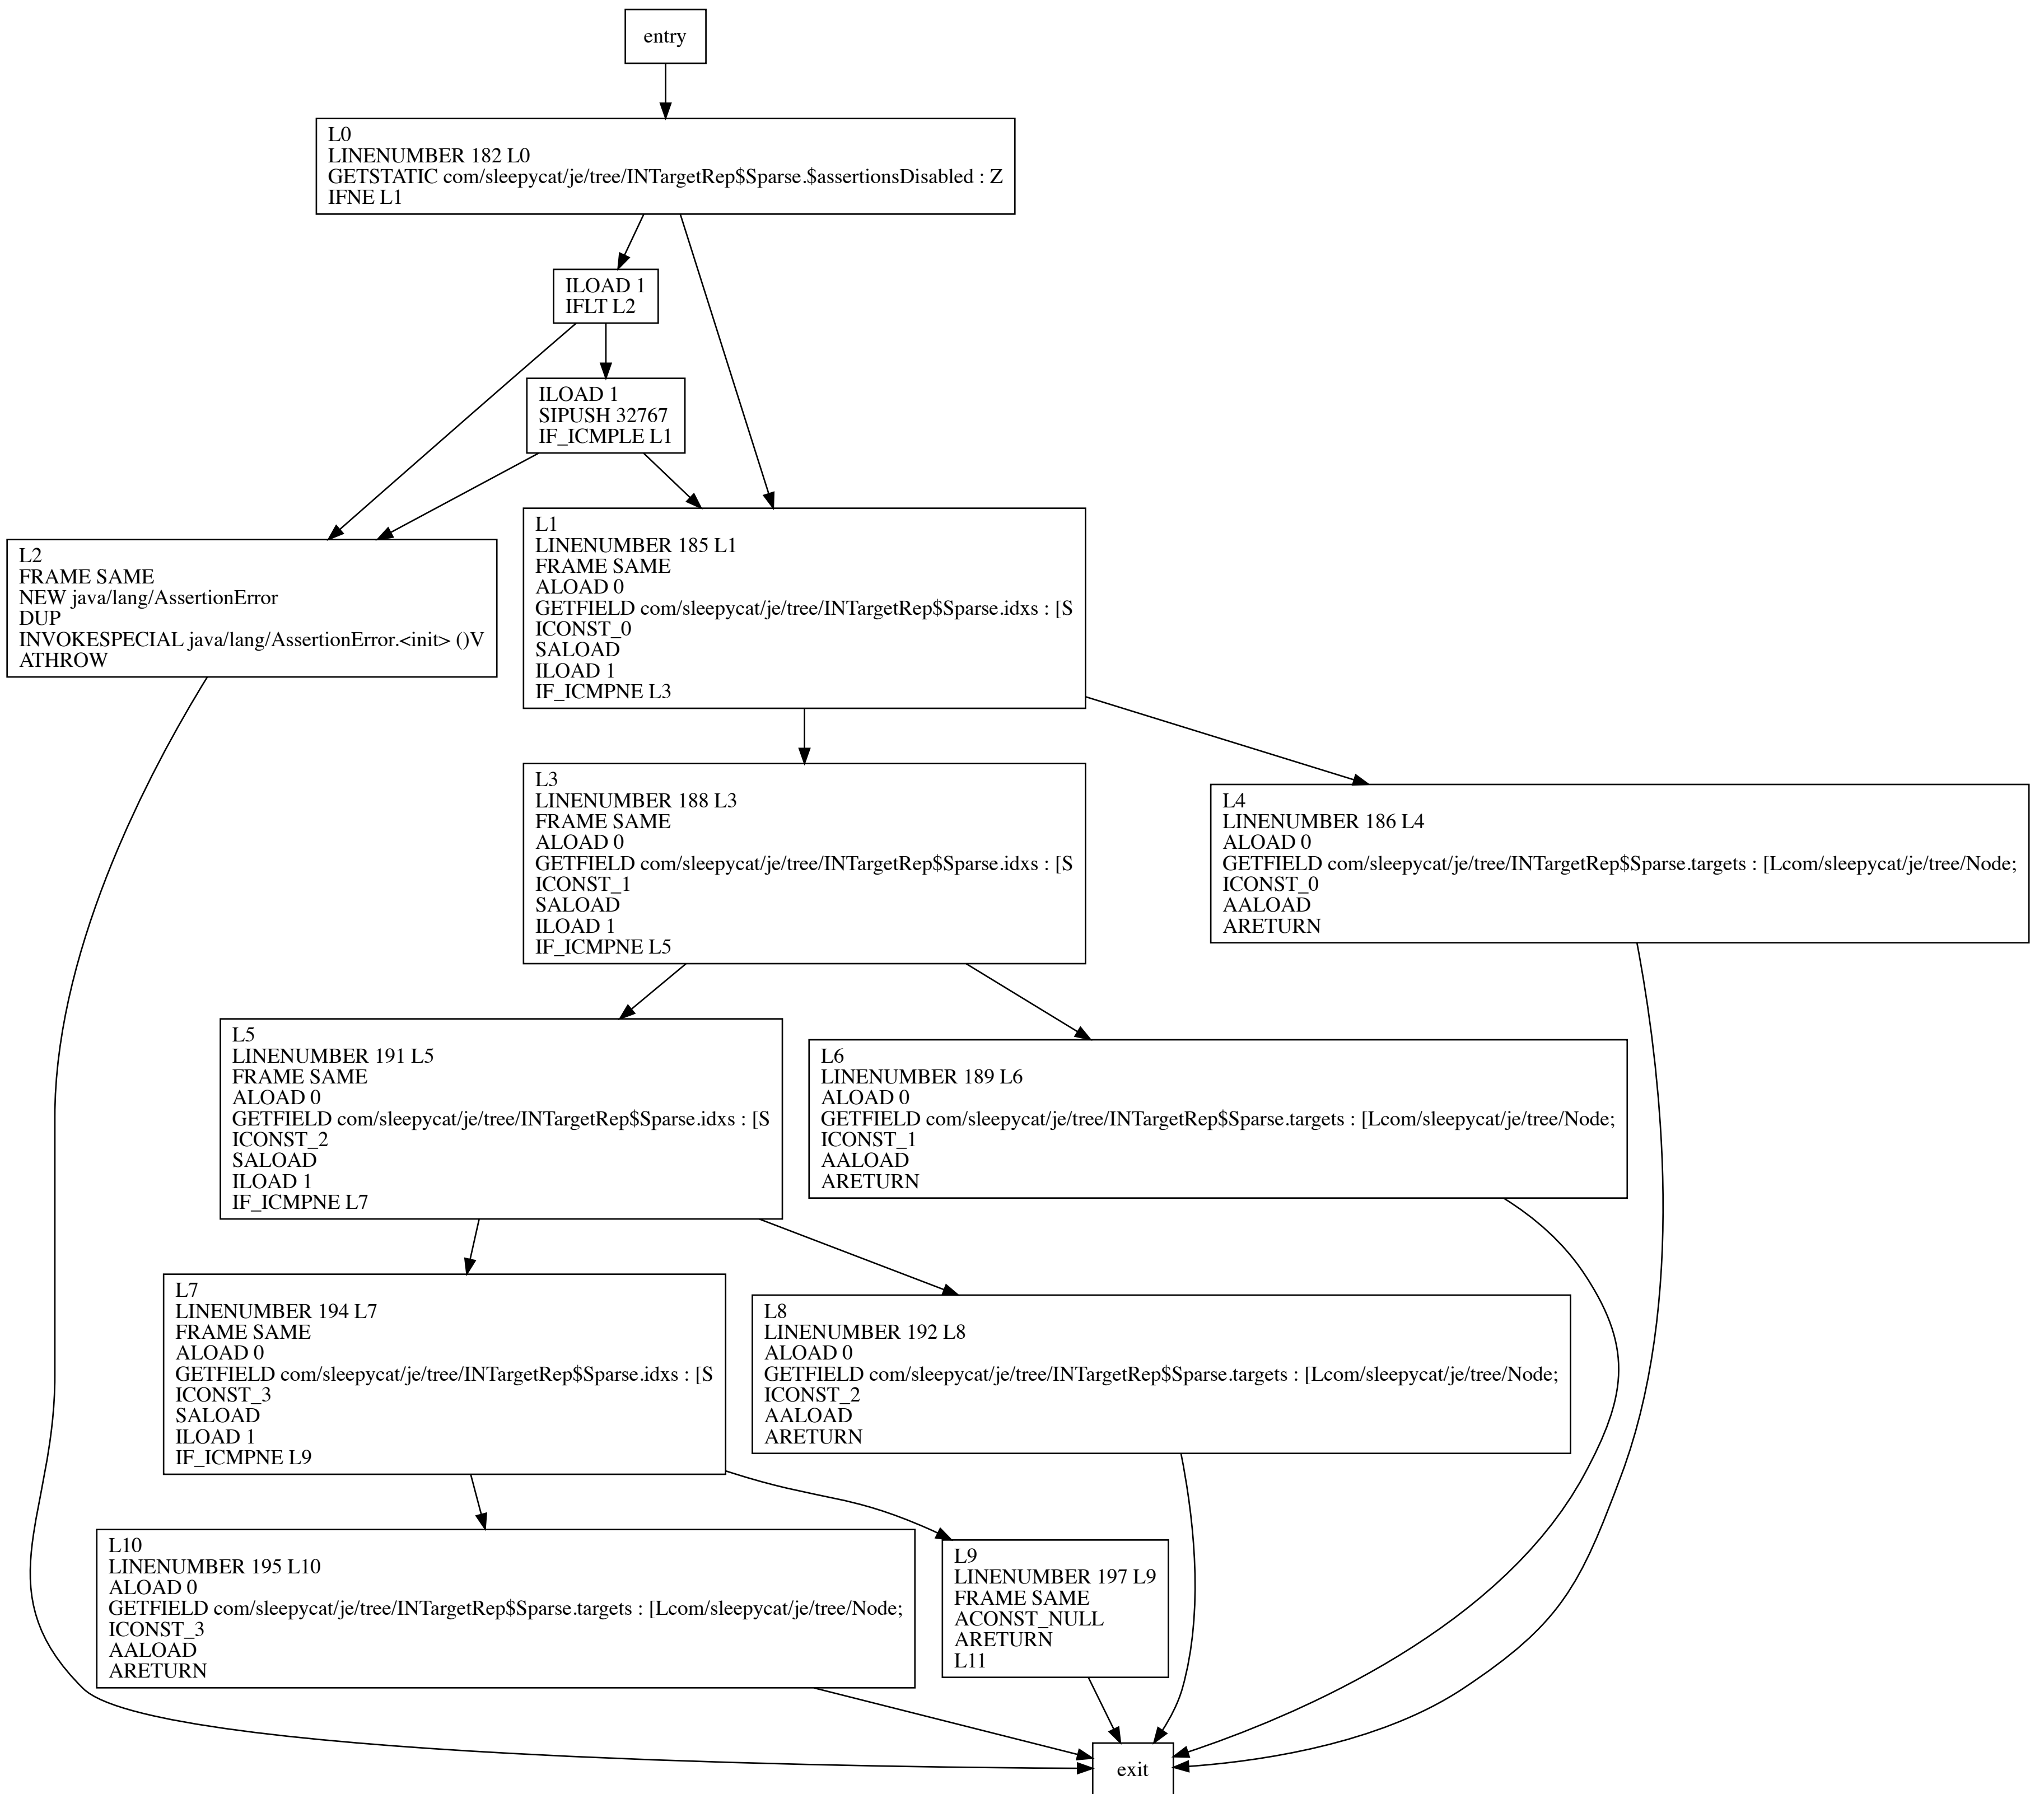 entry
L0
LINENUMBER 182 L0
GETSTATIC com/sleepycat/je/tree/INTargetRep$Sparse.$assertionsDisabled : Z
IFNE L1
ILOAD 1
IFLT L2
ILOAD 1
SIPUSH 32767
IF_ICMPLE L1
L2
FRAME SAME
NEW java/lang/AssertionError
DUP
INVOKESPECIAL java/lang/AssertionError.<init> ()V
ATHROW
L1
LINENUMBER 185 L1
FRAME SAME
ALOAD 0
GETFIELD com/sleepycat/je/tree/INTargetRep$Sparse.idxs : [S
ICONST_0
SALOAD
ILOAD 1
IF_ICMPNE L3
L3
LINENUMBER 188 L3
FRAME SAME
ALOAD 0
GETFIELD com/sleepycat/je/tree/INTargetRep$Sparse.idxs : [S
ICONST_1
SALOAD
ILOAD 1
IF_ICMPNE L5
L4
LINENUMBER 186 L4
ALOAD 0
GETFIELD com/sleepycat/je/tree/INTargetRep$Sparse.targets : [Lcom/sleepycat/je/tree/Node;
ICONST_0
AALOAD
ARETURN
L5
LINENUMBER 191 L5
FRAME SAME
ALOAD 0
GETFIELD com/sleepycat/je/tree/INTargetRep$Sparse.idxs : [S
ICONST_2
SALOAD
ILOAD 1
IF_ICMPNE L7
L6
LINENUMBER 189 L6
ALOAD 0
GETFIELD com/sleepycat/je/tree/INTargetRep$Sparse.targets : [Lcom/sleepycat/je/tree/Node;
ICONST_1
AALOAD
ARETURN
L7
LINENUMBER 194 L7
FRAME SAME
ALOAD 0
GETFIELD com/sleepycat/je/tree/INTargetRep$Sparse.idxs : [S
ICONST_3
SALOAD
ILOAD 1
IF_ICMPNE L9
L8
LINENUMBER 192 L8
ALOAD 0
GETFIELD com/sleepycat/je/tree/INTargetRep$Sparse.targets : [Lcom/sleepycat/je/tree/Node;
ICONST_2
AALOAD
ARETURN
L10
LINENUMBER 195 L10
ALOAD 0
GETFIELD com/sleepycat/je/tree/INTargetRep$Sparse.targets : [Lcom/sleepycat/je/tree/Node;
ICONST_3
AALOAD
ARETURN
L9
LINENUMBER 197 L9
FRAME SAME
ACONST_NULL
ARETURN
L11
exit